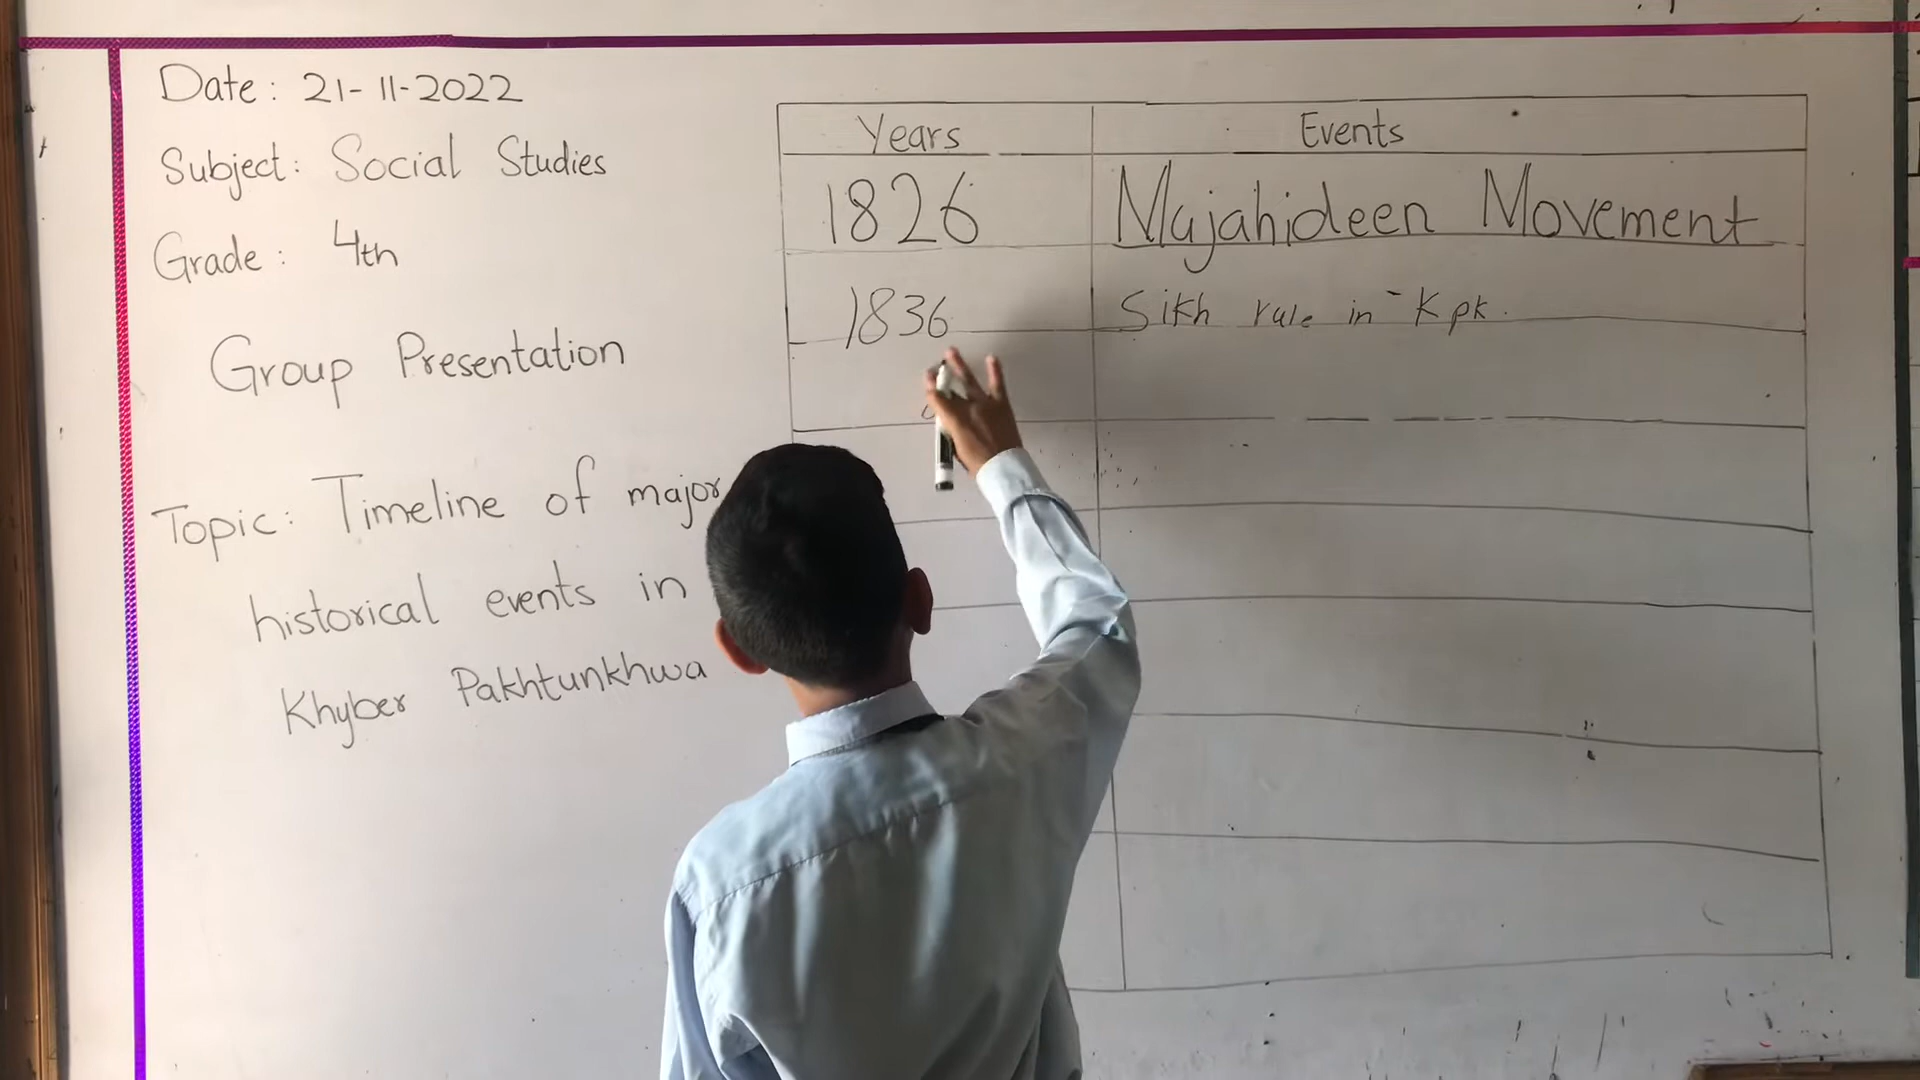 Date: 21-11-2022
Subject: Social Studies
Grade: 4th
Group Presentation
Topic: Timeline of major
historical events in
Khyber Pakhtunkhwa
Years Events
1826 Mujahideen Movement
1836 Sikh rule in Kpk.